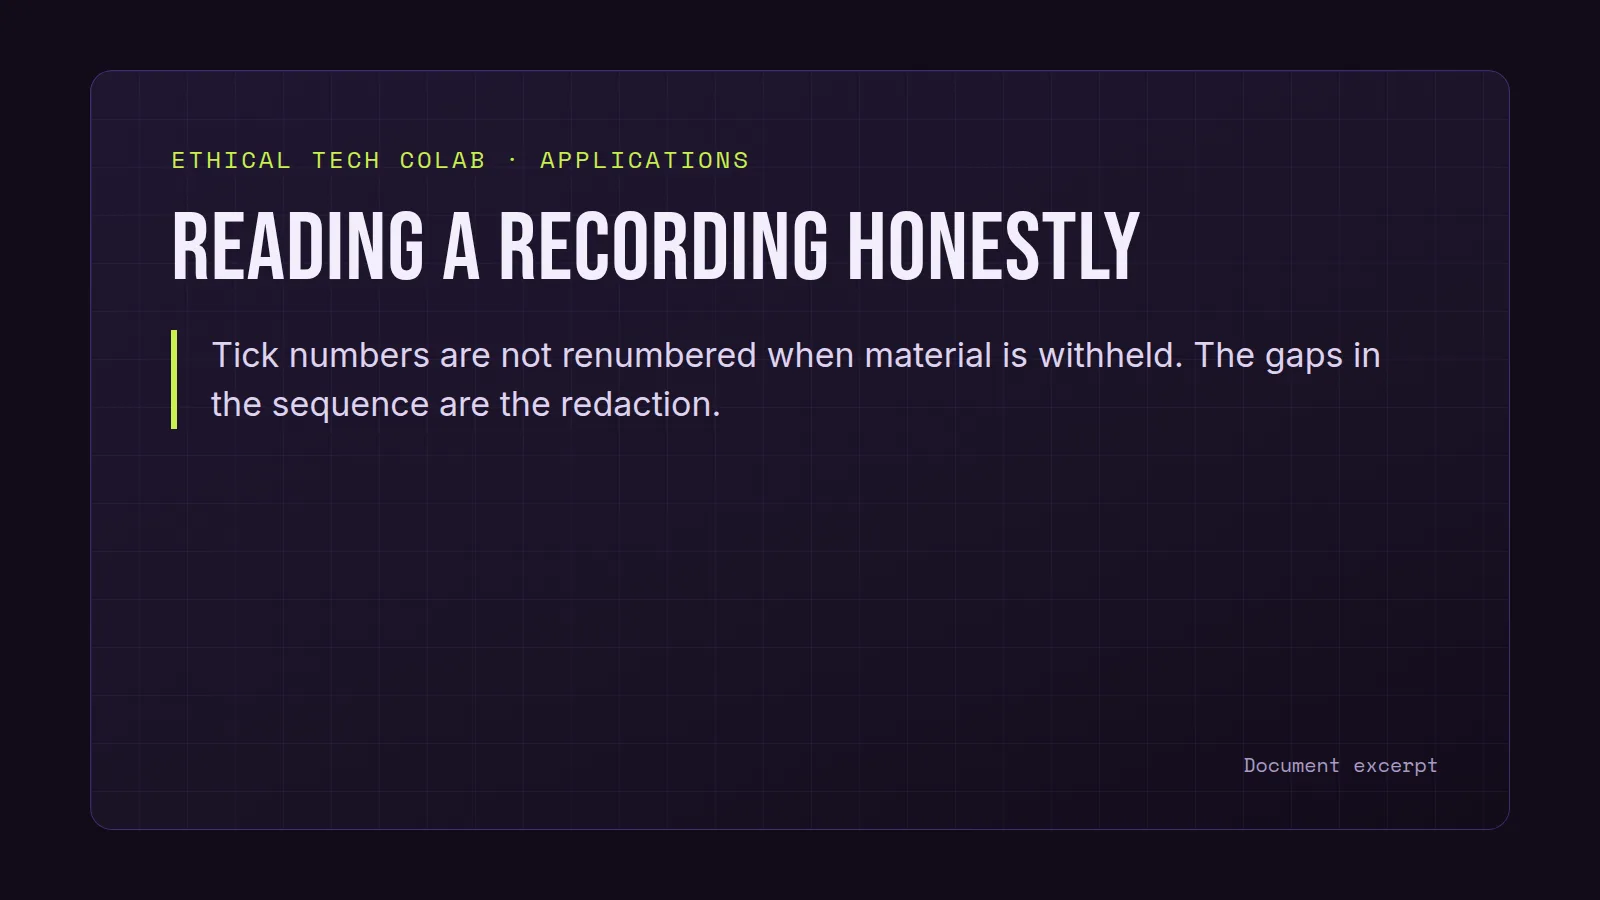 ETHICAL TECH COLAB · APPLICATIONS
READING A RECORDING HONESTLY
Tick numbers are not renumbered when material is withheld. The gaps in
the sequence are the redaction.
Document excerpt